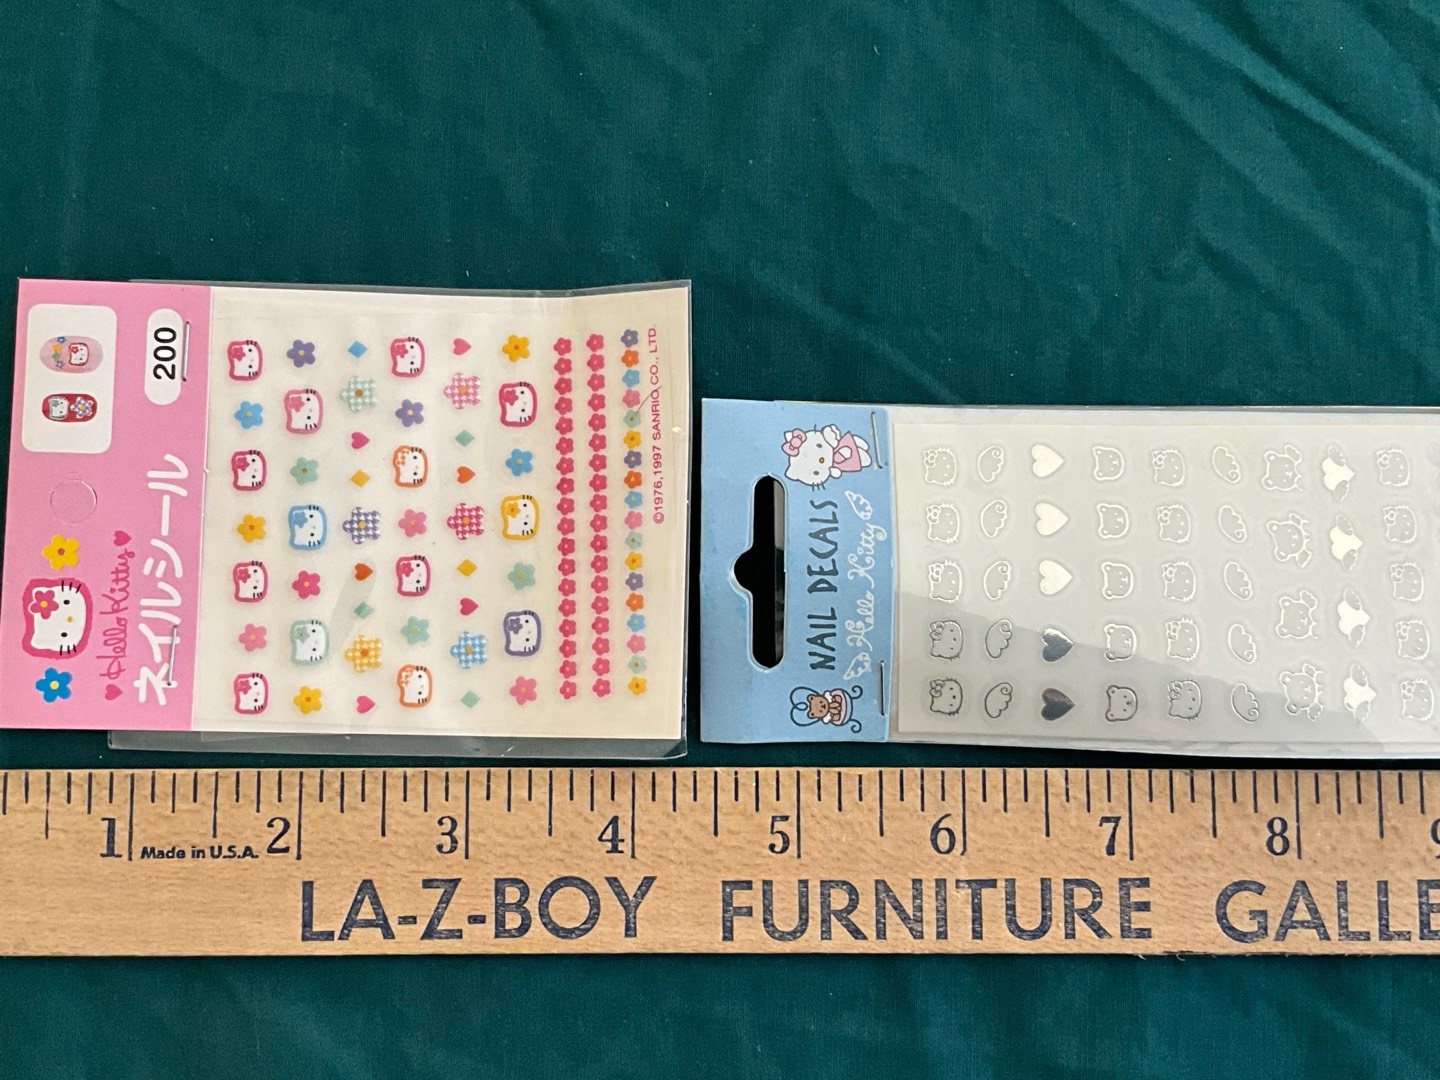 200
Hello Kitty
ネイルシール
©1976,1997 SANRIO CO., LTD.
NAIL DECALS
Hello Kitty
1 2 3 4 5 6 7 8 9
Made in U.S.A.
LA-Z-BOY FURNITURE GALLE